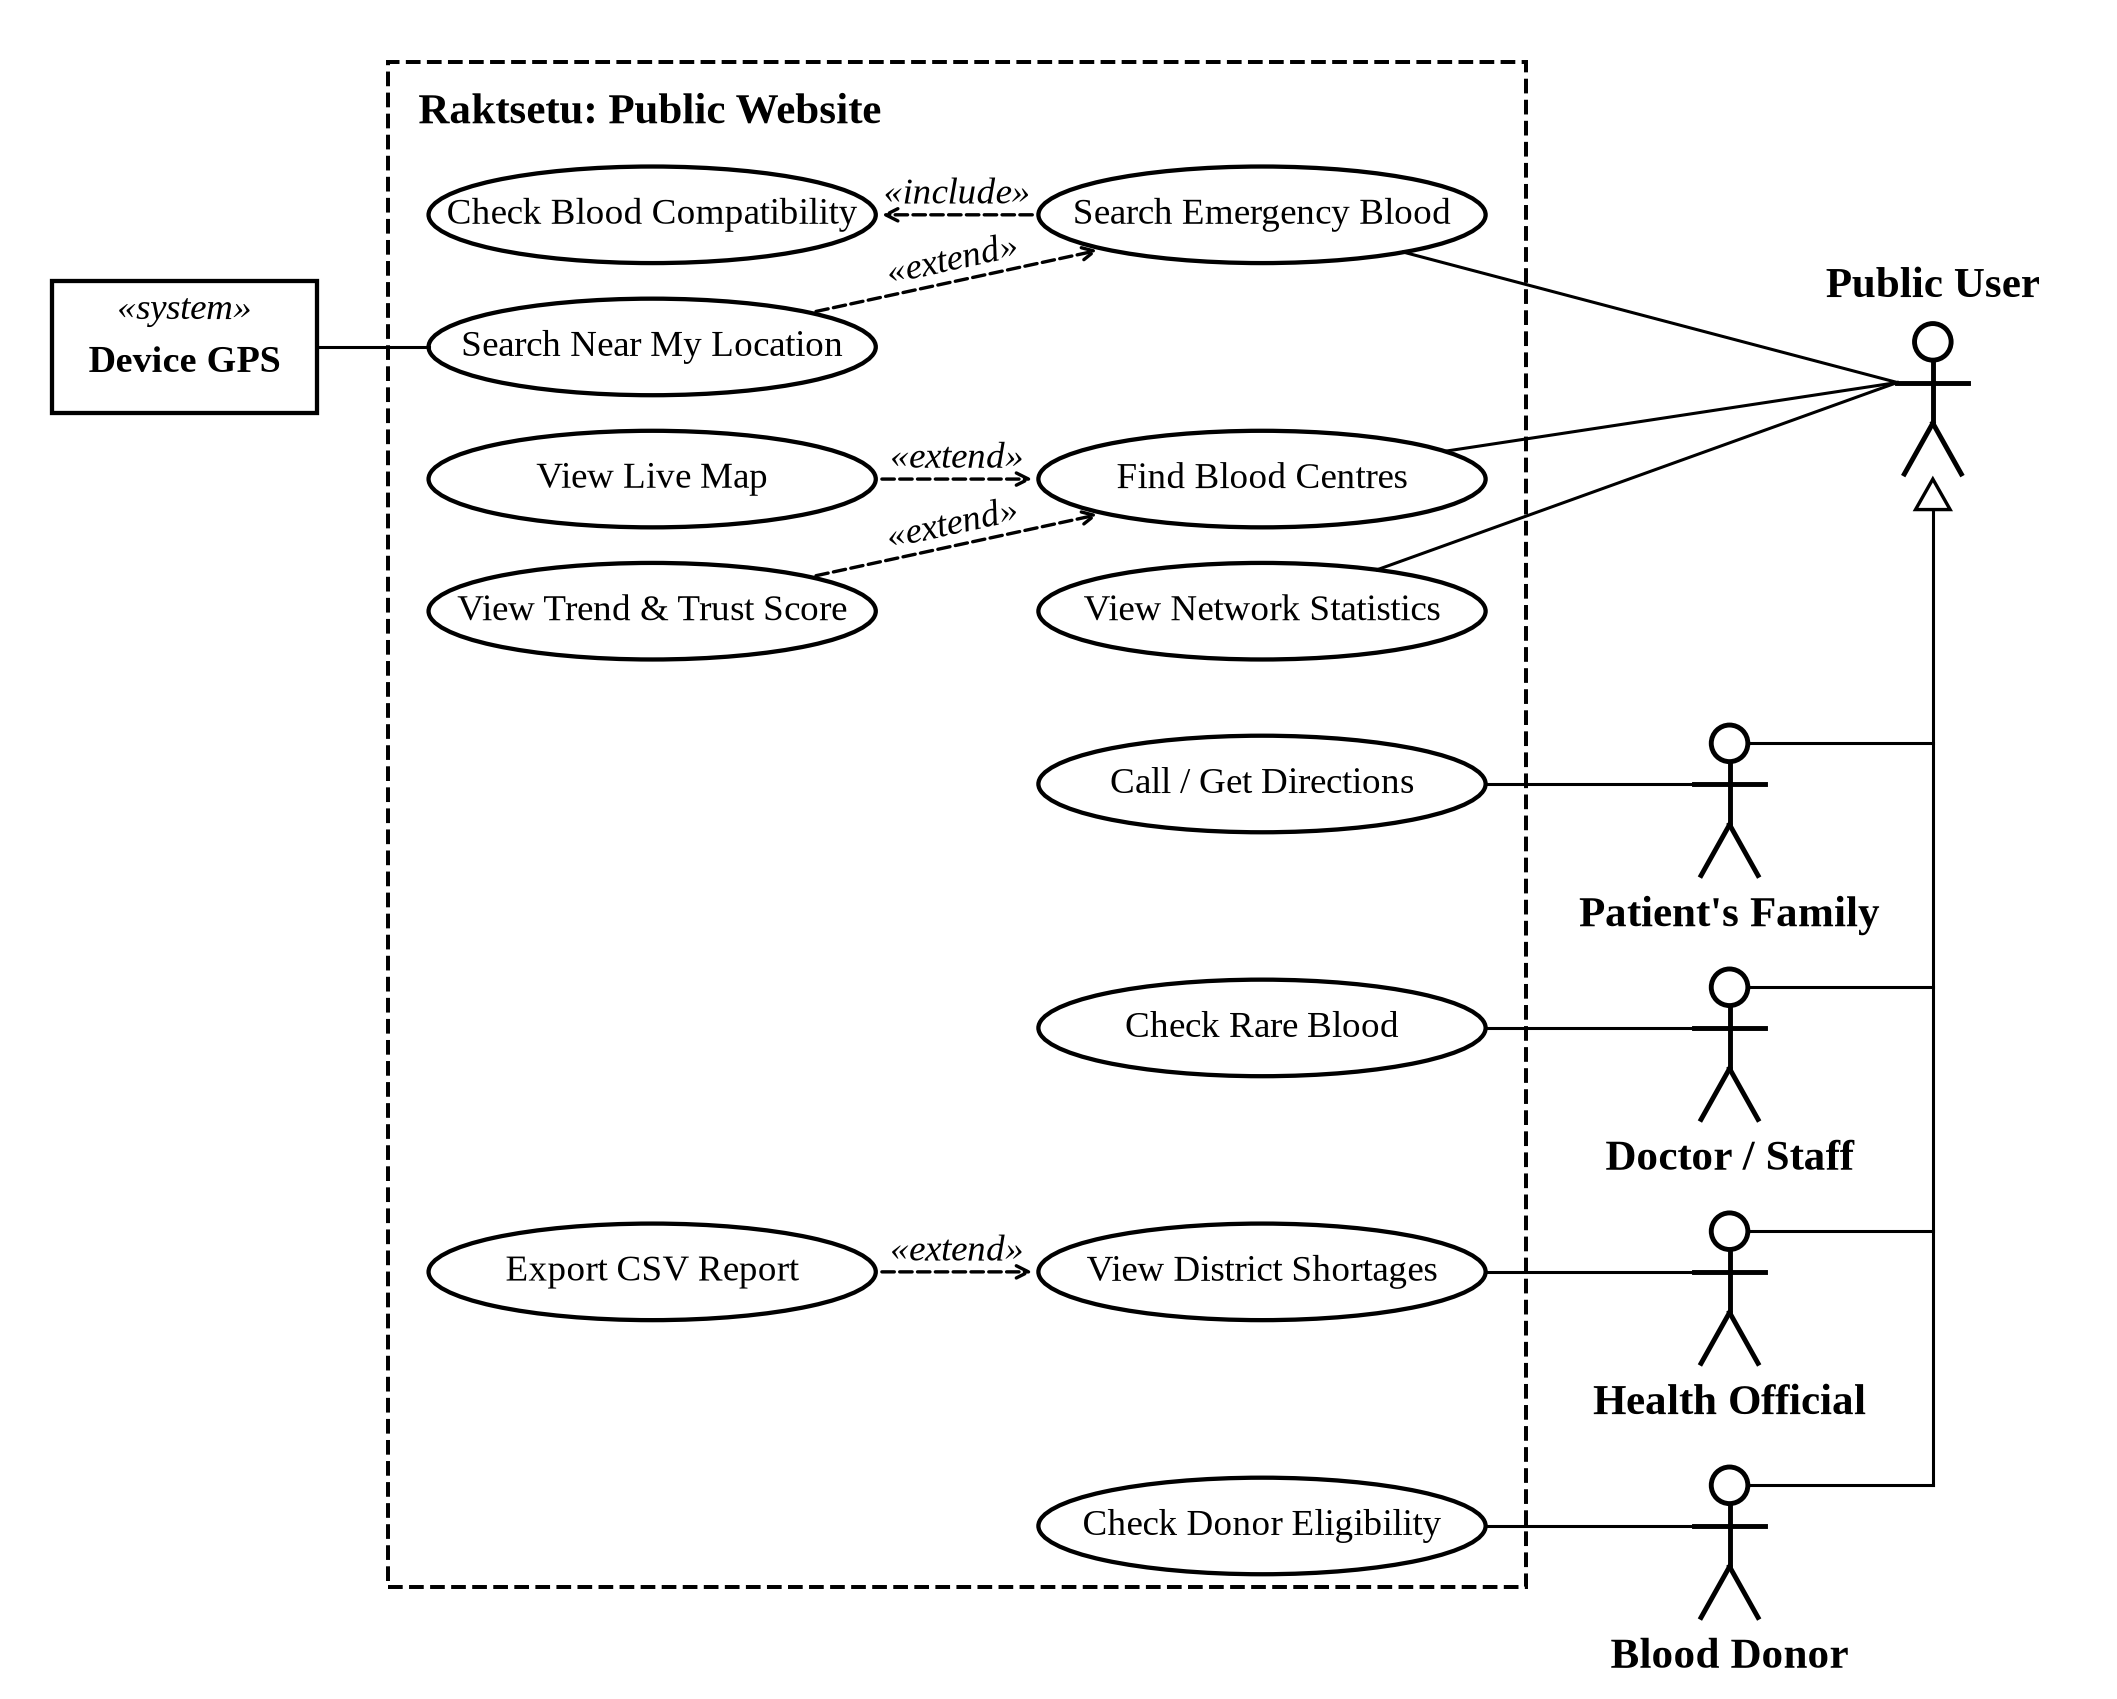 Raktsetu: Public Website
Check Blood Compatibility
«include»
Search Emergency Blood
«extend»
Public User
«system»
Device GPS
Search Near My Location
View Live Map
«extend»
Find Blood Centres
«extend»
View Trend & Trust Score
View Network Statistics
Call / Get Directions
Patient's Family
Check Rare Blood
Doctor / Staff
Export CSV Report
«extend»
View District Shortages
Health Official
Check Donor Eligibility
Blood Donor